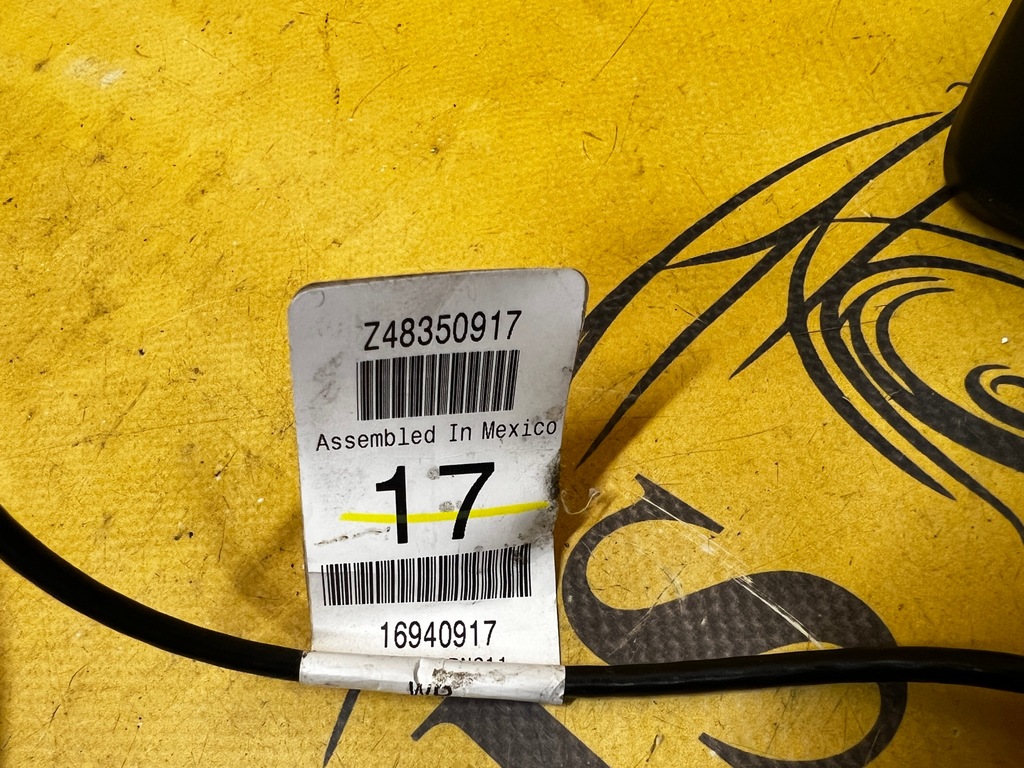 Z48350917
Assembled In Mexico
17
16940917